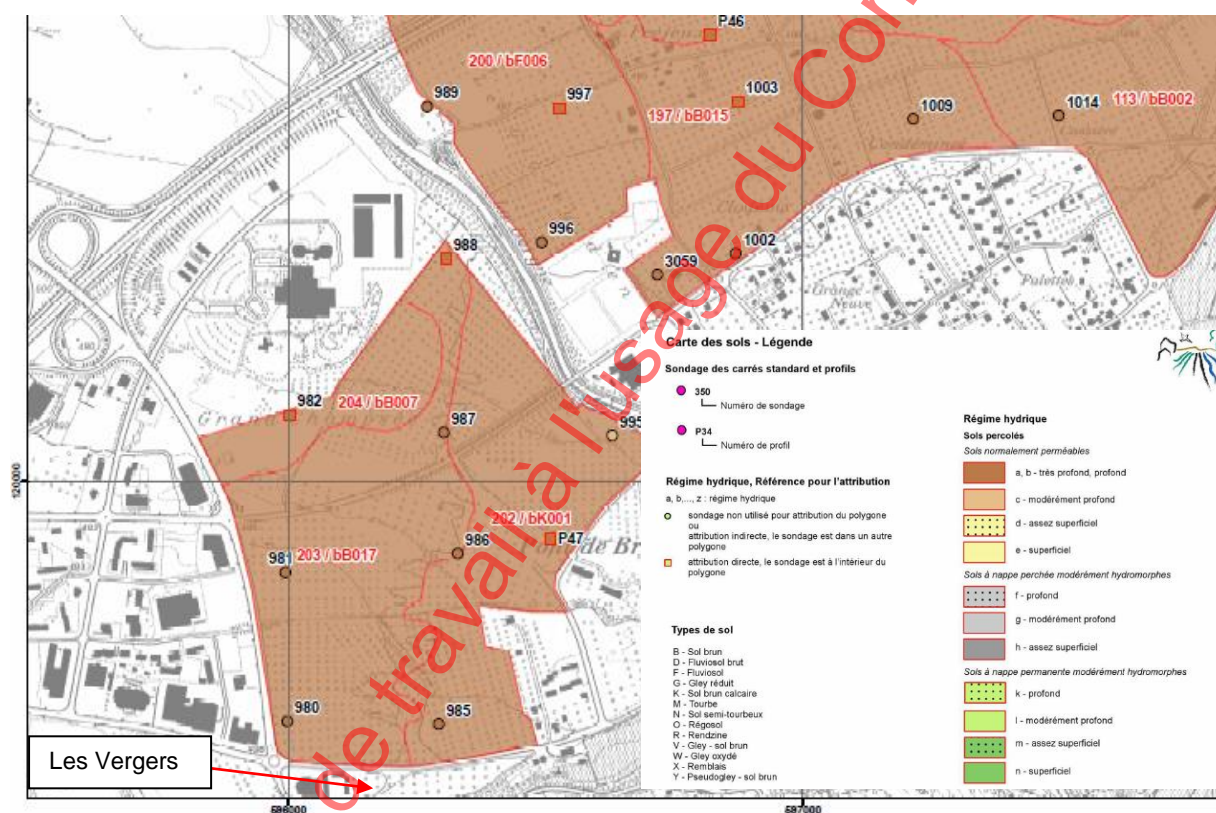 P46
200 / bF006
989
997
1003
197 / bB015
1009
1014
113 / bB002
996
988
1002
3059
Grange
Neuve
Palettes
982
204 / bB007
987
995
120000
202 / bK001
P47
986
981
203 / bB017
980
985
Les Vergers
596000
597000
Carte des sols - Légende
Sondage des carrés standard et profils
350
Numéro de sondage
P34
Numéro de profil
Régime hydrique, Référence pour l'attribution
a, b,..., z : régime hydrique
sondage non utilisé pour attribution du polygone
ou
attribution indirecte, le sondage est dans un autre
polygone
attribution directe, le sondage est à l'intérieur du
polygone
Types de sol
B - Sol brun
D - Fluviosol brut
F - Fluviosol
G - Gley réduit
K - Sol brun calcaire
M - Tourbe
N - Sol semi-tourbeux
O - Régosol
R - Rendzine
V - Gley - sol brun
W - Gley oxydé
X - Remblais
Y - Pseudogley - sol brun
Régime hydrique
Sols percolés
Sols normalement perméables
a, b - très profond, profond
c - modérément profond
d - assez superficiel
e - superficiel
Sols à nappe perchée modérément hydromorphes
f - profond
g - modérément profond
h - assez superficiel
Sols à nappe permanente modérément hydromorphes
k - profond
l - modérément profond
m - assez superficiel
n - superficiel
de travail à l'usage du Con